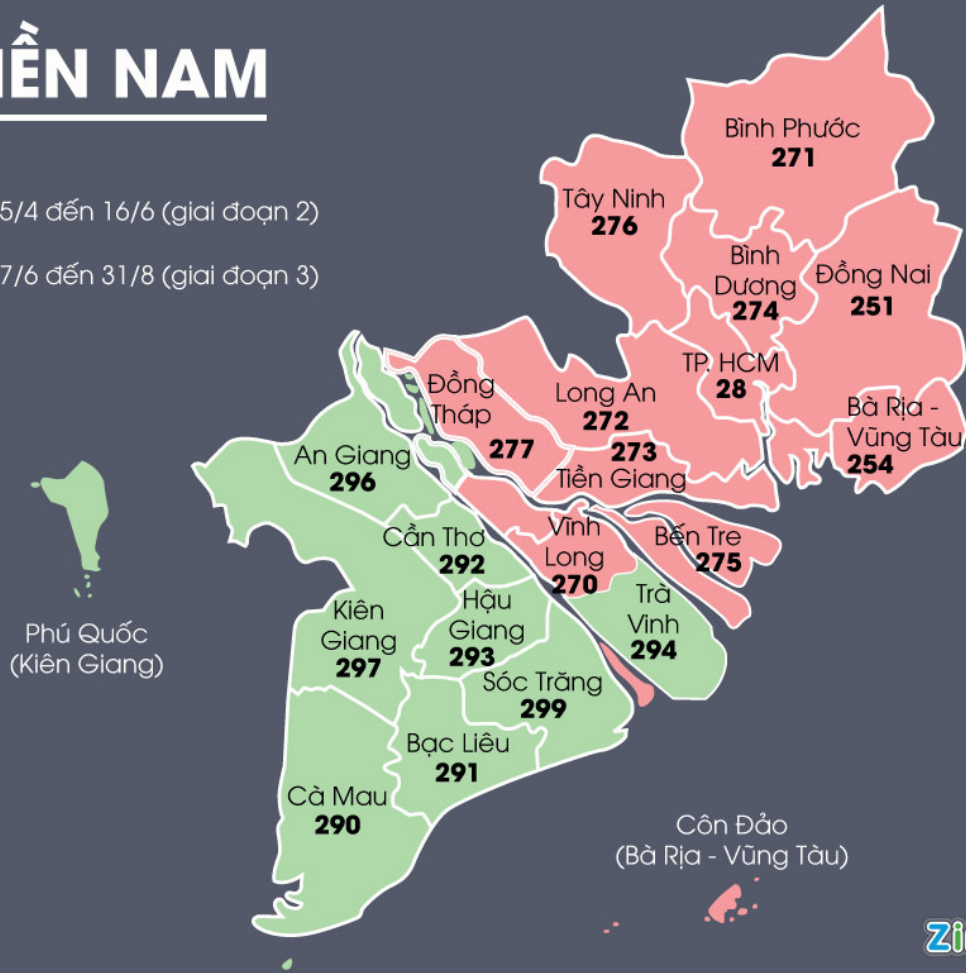 IỀN NAM
5/4 đến 16/6 (giai đoạn 2)
7/6 đến 31/8 (giai đoạn 3)
Bình Phước
271
Tây Ninh
276
Bình
Dương
274
Đồng Nai
251
TP. HCM
28
Bà Rịa -
Vũng Tàu
254
Đồng
Tháp
277
Long An
272
273
Tiền Giang
An Giang
296
Cần Thơ
292
Vĩnh
Long
270
Bến Tre
275
Trà
Vinh
294
Kiên
Giang
297
Hậu
Giang
293
Sóc Trăng
299
Bạc Liêu
291
Cà Mau
290
Phú Quốc
(Kiên Giang)
Côn Đảo
(Bà Rịa - Vũng Tàu)
Zi